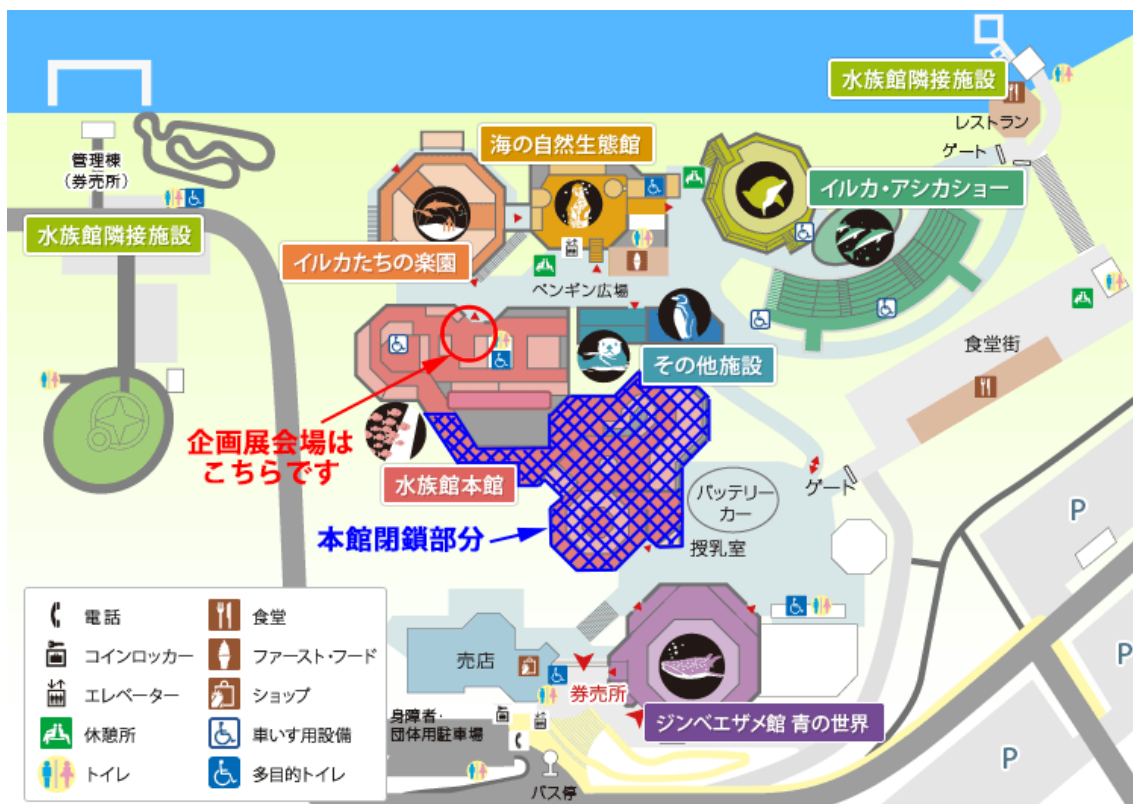 水族館隣接施設
レストラン
ゲート
海の自然生態館
管理棟
(券売所)
イルカ・アシカショー
水族館隣接施設
イルカたちの楽園
ペンギン広場
食堂街
その他施設
企画展会場は
こちらです
水族館本館
本館閉鎖部分
バッテリー
カー
ゲート
授乳室
P
P
P
電話
食堂
コインロッカー
ファースト・フード
エレベーター
ショップ
休憩所
車いす用設備
トイレ
多目的トイレ
売店
券売所
身障者・
団体用駐車場
ジンベエザメ館 青の世界
バス停